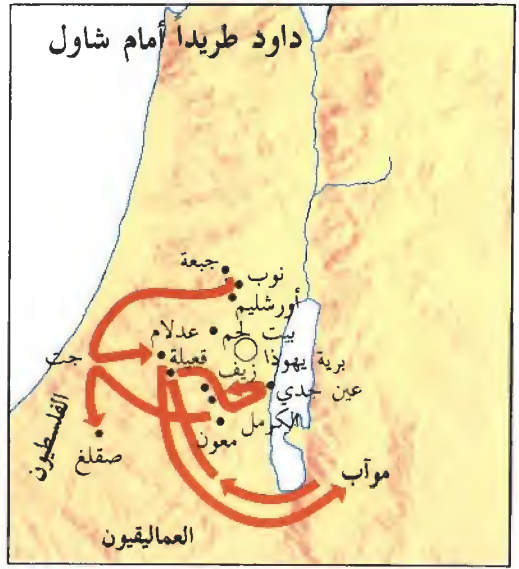 داود طريدا أمام شاول
جبعة
نوب
أورشليم
بيت لحم
عدلام
برية يهوذا
زيف
قعيلة
جت
عين جدي
الكرمل
معون
الفلسطيون
صقلغ
موآب
العماليقيون